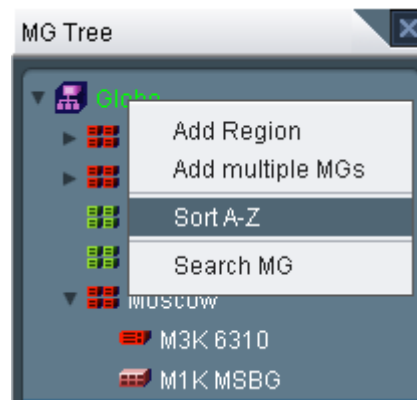 MG Tree
Globe
Add Region
Add multiple MGs
Sort A-Z
Search MG
Moscow
M3K 6310
M1K MSBG